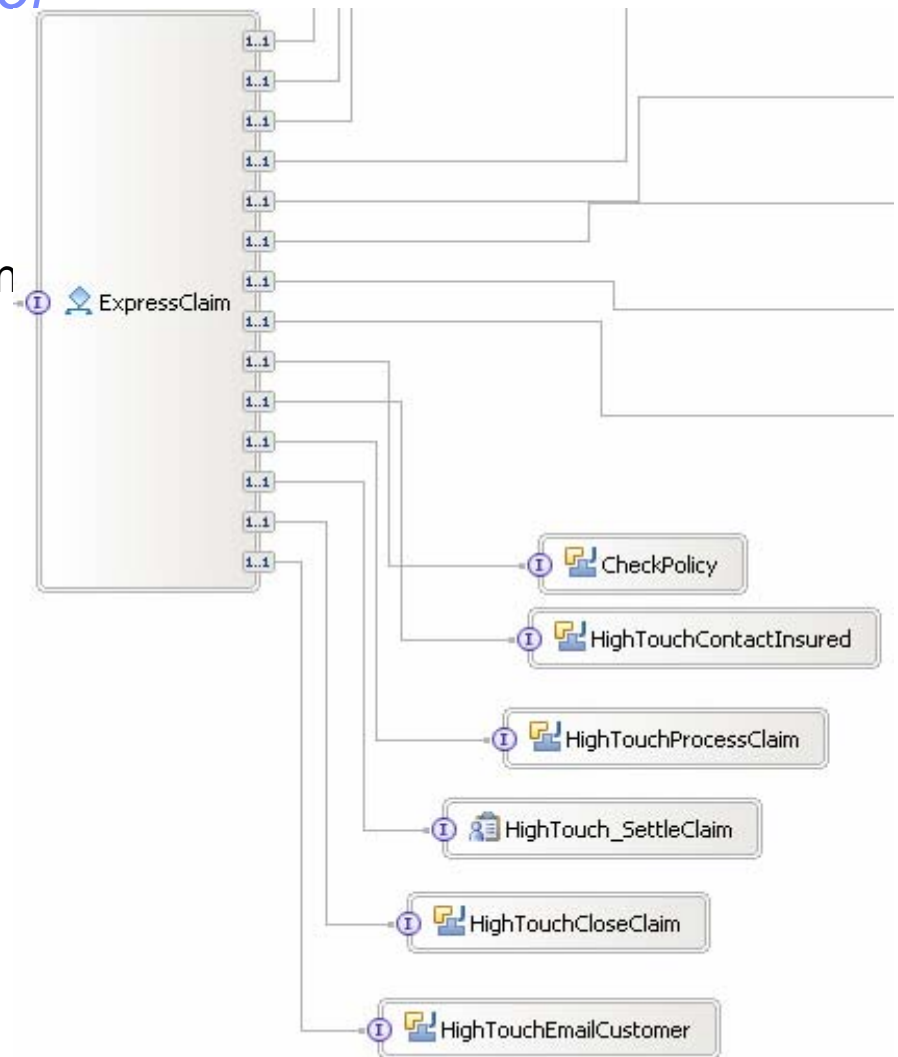 or
1..1
1..1
1..1
1..1
1..1
1..1
n
1..1
I ExpressClaim
1..1
1..1
1..1
1..1
1..1
1..1
1..1
I CheckPolicy
I HighTouchContactInsured
I HighTouchProcessClaim
I HighTouch_SettleClaim
I HighTouchCloseClaim
I HighTouchEmailCustomer